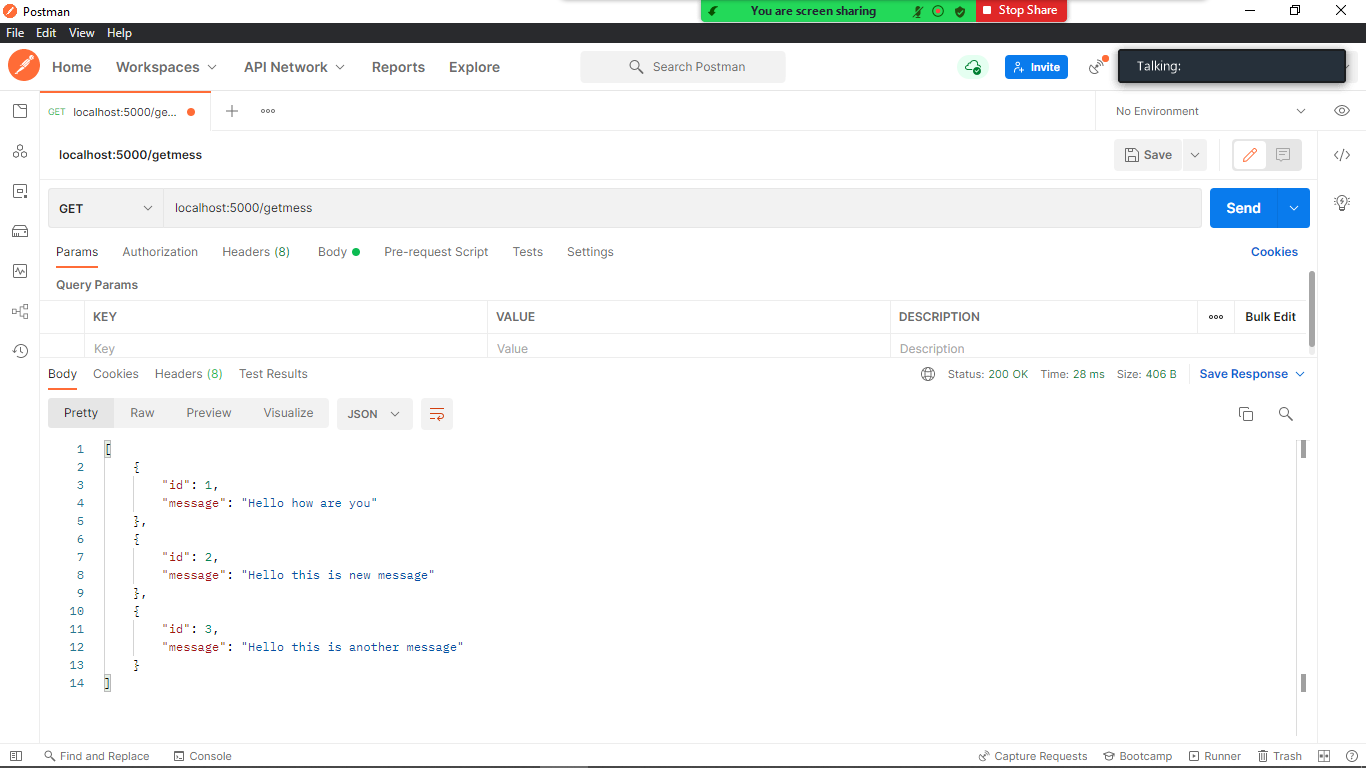 Postman
You are screen sharing
Stop Share
File Edit View Help
Home Workspaces API Network Reports Explore
Search Postman
Invite
Talking:
GET localhost:5000/ge...
No Environment
localhost:5000/getmess
Save
GET localhost:5000/getmess
Send
Params Authorization Headers (8) Body Pre-request Script Tests Settings
Cookies
Query Params
KEY VALUE DESCRIPTION
Bulk Edit
Key Value Description
Body Cookies Headers (8) Test Results
Status: 200 OK Time: 28 ms Size: 406 B
Save Response
Pretty Raw Preview Visualize JSON
1 [
2 {
3 "id": 1,
4 "message": "Hello how are you"
5 },
6 {
7 "id": 2,
8 "message": "Hello this is new message"
9 },
10 {
11 "id": 3,
12 "message": "Hello this is another message"
13 }
14 ]
Find and Replace Console
Capture Requests Bootcamp Runner Trash